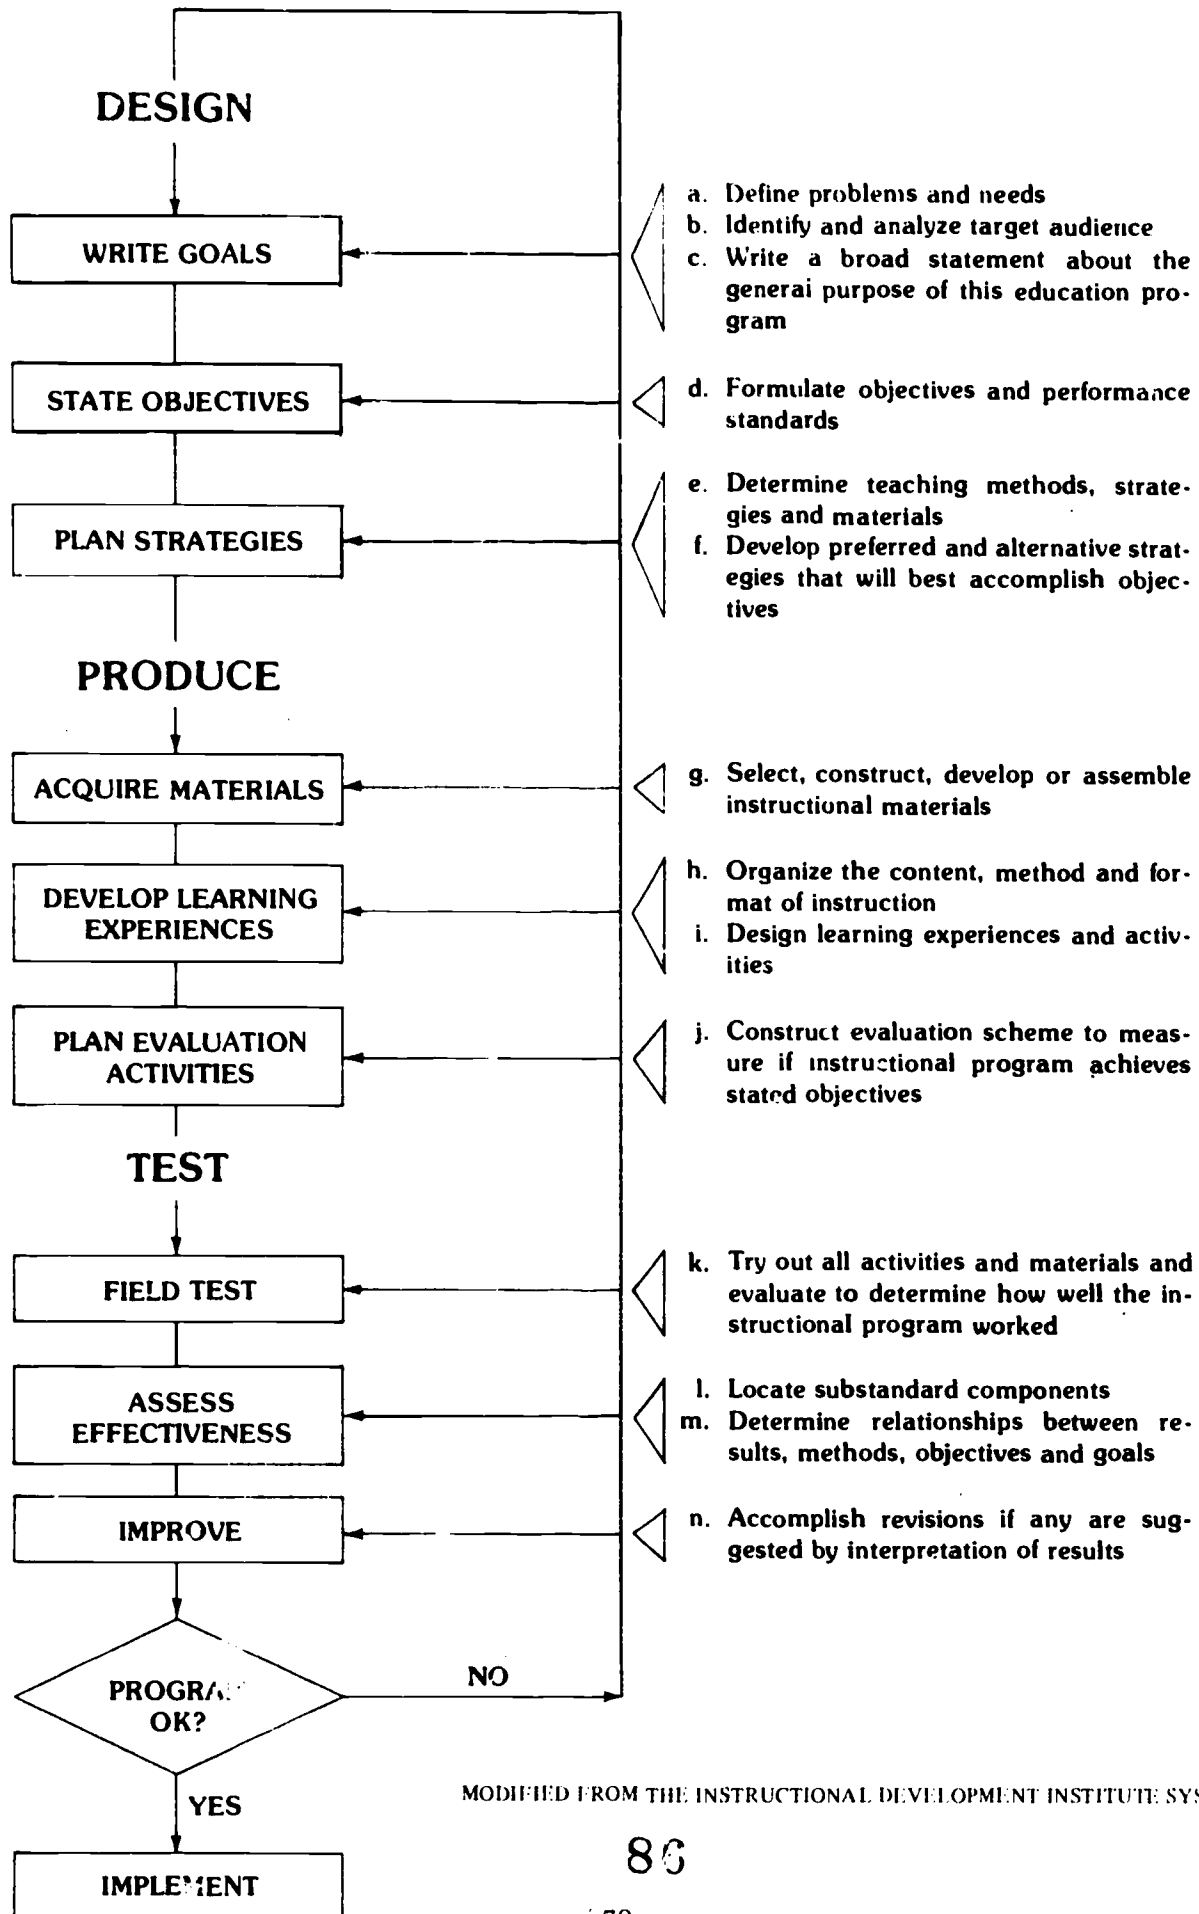 DESIGN
WRITE GOALS
a. Define problems and needs
b. Identify and analyze target audience
c. Write a broad statement about the
general purpose of this education pro-
gram
STATE OBJECTIVES
d. Formulate objectives and performance
standards
PLAN STRATEGIES
e. Determine teaching methods, strate-
gies and materials
f. Develop preferred and alternative strat-
egies that will best accomplish objec-
tives
PRODUCE
ACQUIRE MATERIALS
g. Select, construct, develop or assemble
instructional materials
DEVELOP LEARNING
EXPERIENCES
h. Organize the content, method and for-
mat of instruction
i. Design learning experiences and activ-
ities
PLAN EVALUATION
ACTIVITIES
j. Construct evaluation scheme to meas-
ure if instructional program achieves
stated objectives
TEST
FIELD TEST
k. Try out all activities and materials and
evaluate to determine how well the in-
structional program worked
ASSESS
EFFECTIVENESS
l. Locate substandard components
m. Determine relationships between re-
sults, methods, objectives and goals
IMPROVE
n. Accomplish revisions if any are sug-
gested by interpretation of results
PROGRA
OK?
NO
YES
MODIFIED FROM THE INSTRUCTIONAL DEVELOPMENT INSTITUTE SYS
IMPLEMENT
86